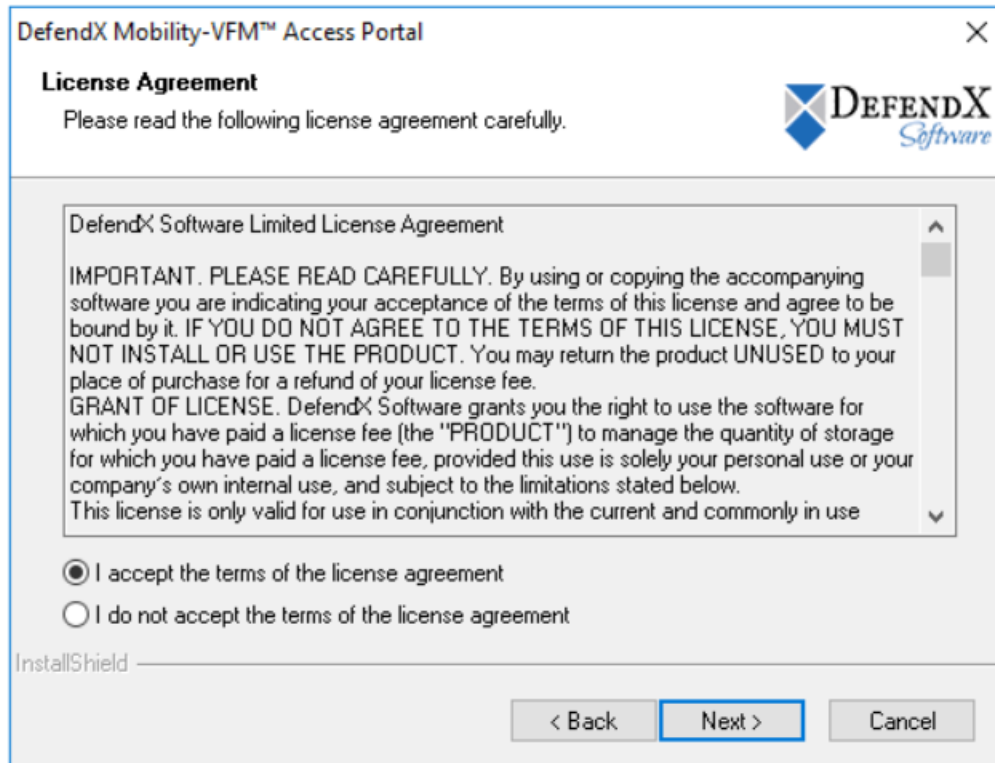 DefendX Mobility-VFM™ Access Portal
License Agreement
Please read the following license agreement carefully.
DEFENDX
Software
DefendX Software Limited License Agreement
IMPORTANT. PLEASE READ CAREFULLY. By using or copying the accompanying
software you are indicating your acceptance of the terms of this license and agree to be
bound by it. IF YOU DO NOT AGREE TO THE TERMS OF THIS LICENSE, YOU MUST
NOT INSTALL OR USE THE PRODUCT. You may return the product UNUSED to your
place of purchase for a refund of your license fee.
GRANT OF LICENSE. DefendX Software grants you the right to use the software for
which you have paid a license fee (the "PRODUCT") to manage the quantity of storage
for which you have paid a license fee, provided this use is solely your personal use or your
company's own internal use, and subject to the limitations stated below.
This license is only valid for use in conjunction with the current and commonly in use
I accept the terms of the license agreement
I do not accept the terms of the license agreement
InstallShield
< Back
Next >
Cancel